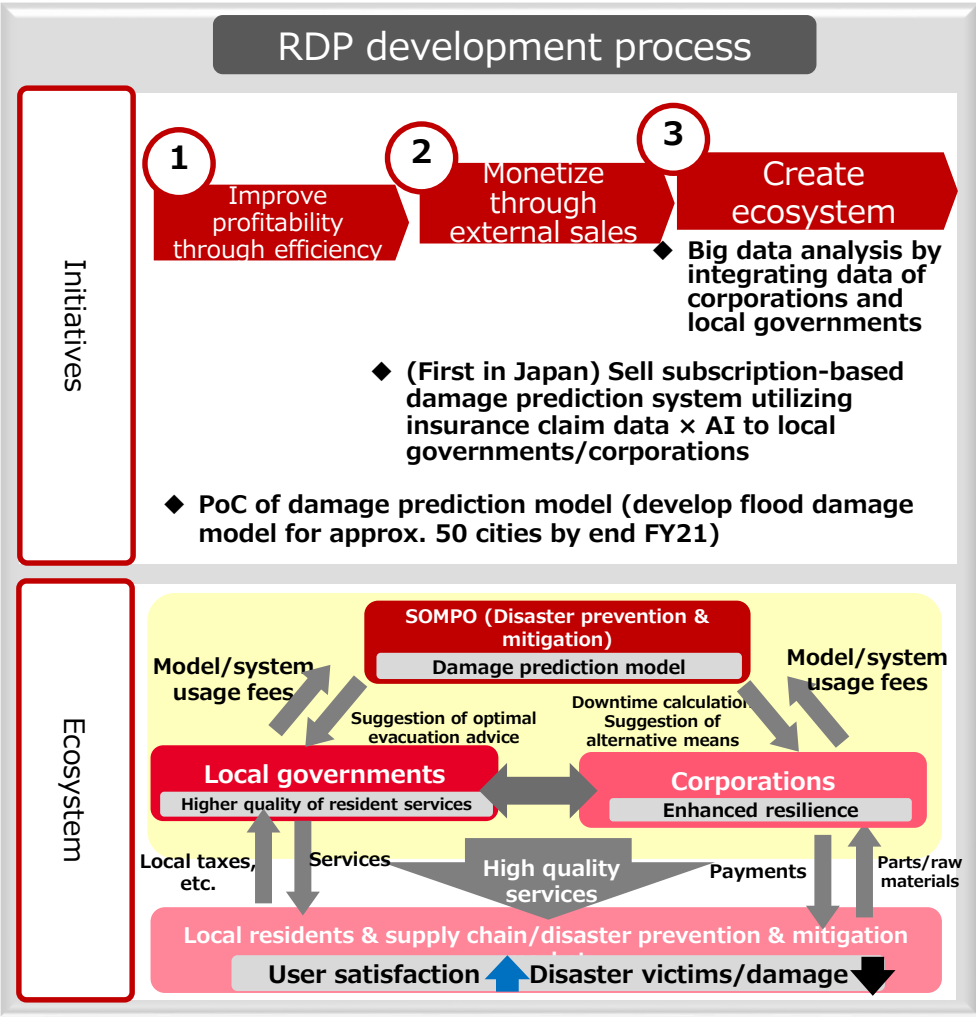 RDP development process
Initiatives
1
Improve
profitability
through efficiency
2
Monetize
through
external sales
3
Create
ecosystem
◆ Big data analysis by
integrating data of
corporations and
local governments
◆ (First in Japan) Sell subscription-based
damage prediction system utilizing
insurance claim data × AI to local
governments/corporations
◆ PoC of damage prediction model (develop flood damage
model for approx. 50 cities by end FY21)
Ecosystem
SOMPO (Disaster prevention &
mitigation)
Damage prediction model
Model/system
usage fees
Model/system
usage fees
Suggestion of optimal
evacuation advice
Downtime calculation
Suggestion of
alternative means
Local governments
Higher quality of resident services
Corporations
Enhanced resilience
Local taxes,
etc.
Services
High quality
services
Payments
Parts/raw
materials
Local residents & supply chain/disaster prevention & mitigation
User satisfaction
Disaster victims/damage